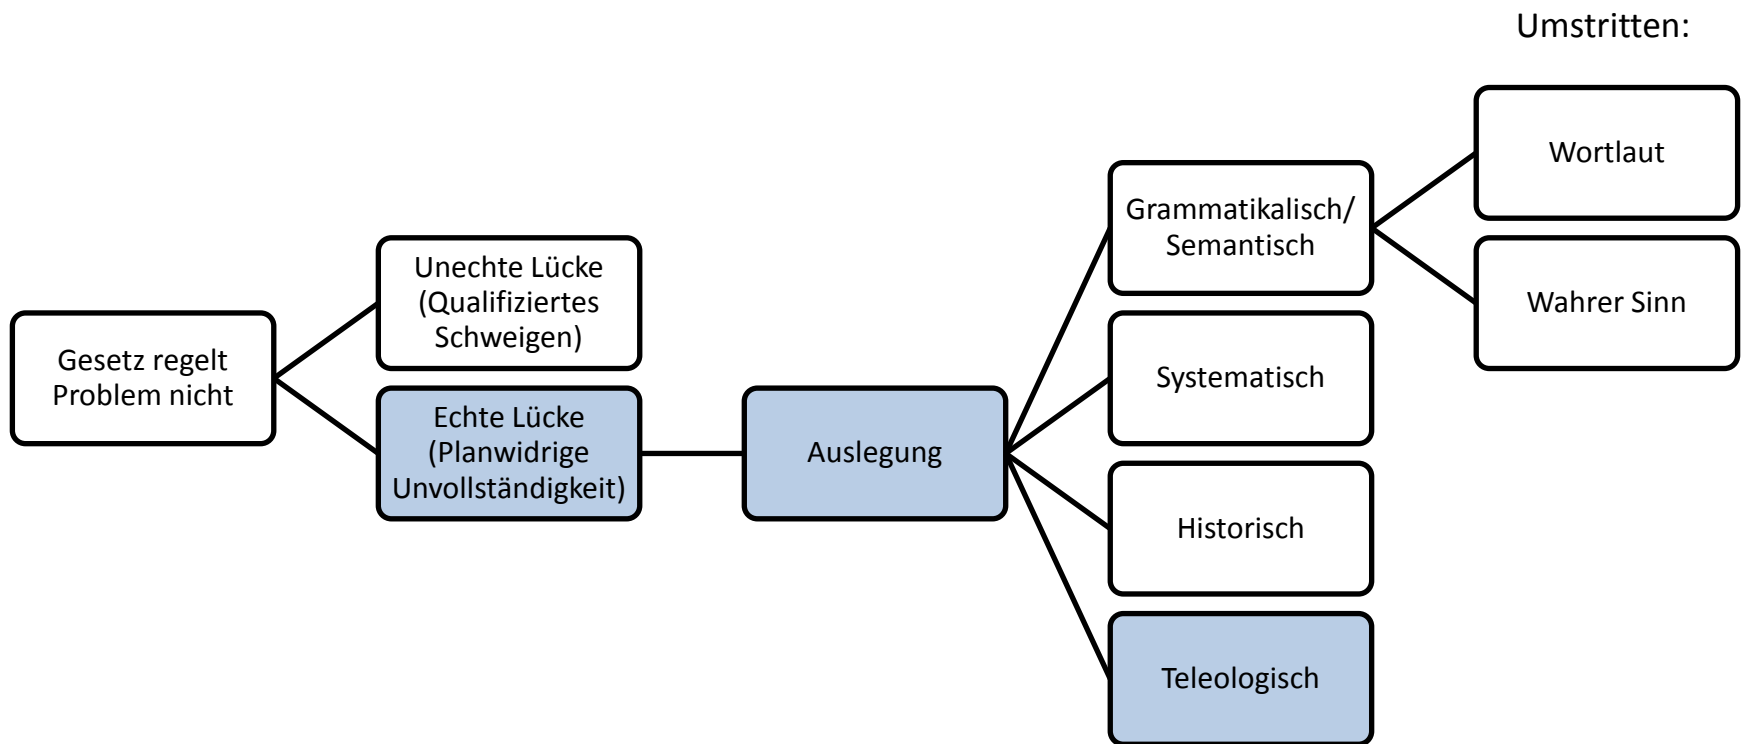 Umstritten:
Gesetz regelt
Problem nicht
Unechte Lücke
(Qualifiziertes
Schweigen)
Echte Lücke
(Planwidrige
Unvollständigkeit)
Auslegung
Grammatikalisch/
Semantisch
Systematisch
Historisch
Teleologisch
Wortlaut
Wahrer Sinn